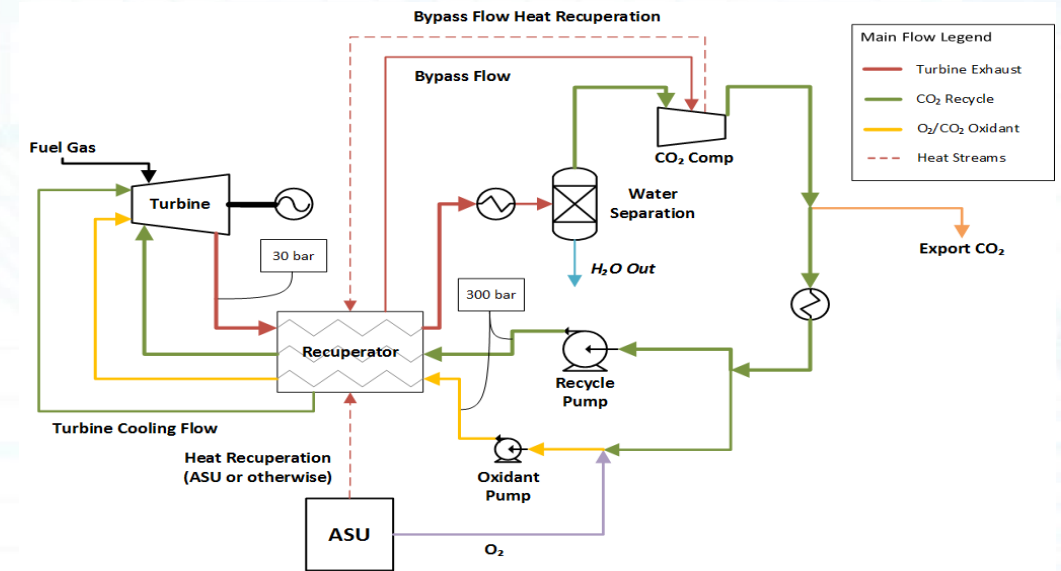 Bypass Flow Heat Recuperation
Bypass Flow
Main Flow Legend
Turbine Exhaust
CO₂ Recycle
O₂/CO₂ Oxidant
Heat Streams
Fuel Gas
Turbine
CO₂ Comp
Water
Separation
30 bar
H₂O Out
Export CO₂
300 bar
Recuperator
Recycle
Pump
Turbine Cooling Flow
Heat Recuperation
(ASU or otherwise)
Oxidant
Pump
ASU
O₂